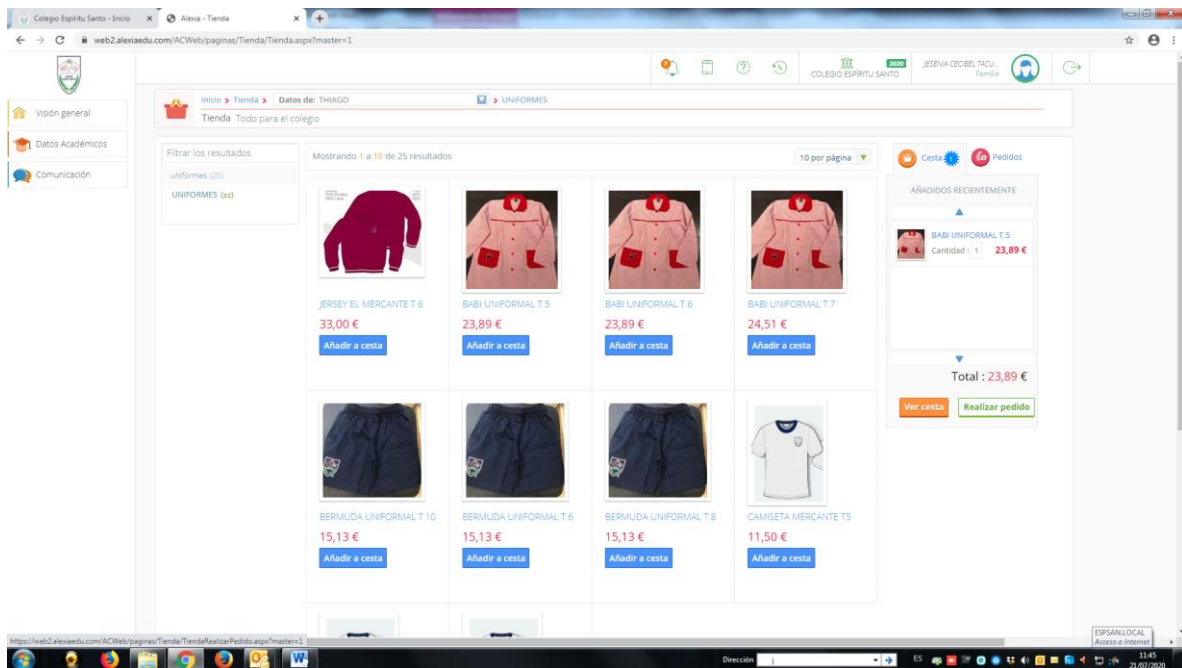 Colegio Espíritu Santo - Inicio
Alexia - Tienda
web2.alexiaedu.com/ACWeb/paginas/Tienda/Tienda.aspx?master=1
2020
COLEGIO ESPÍRITU SANTO
JESENIA CECIBEL TACU...
Familia
Visión general
Datos Académicos
Comunicación
Inicio > Tienda > Datos de: THIAGO > UNIFORMES
Tienda Todo para el colegio
Filtrar los resultados
uniformes (25)
UNIFORMES (22)
Mostrando 1 a 10 de 25 resultados
10 por página
JERSEY EL MERCANTE T 6
33,00 €
Añadir a cesta
BABI UNIFORMAL T.5
23,89 €
Añadir a cesta
BABI UNIFORMAL T.6
23,89 €
Añadir a cesta
BABI UNIFORMAL T.7
24,51 €
Añadir a cesta
BERMUDA UNIFORMAL T 10
15,13 €
Añadir a cesta
BERMUDA UNIFORMAL T.6
15,13 €
Añadir a cesta
BERMUDA UNIFORMAL T.8
15,13 €
Añadir a cesta
CAMISETA MERCANTE T5
11,50 €
Añadir a cesta
Cesta 1
Pedidos
AÑADIDOS RECIENTEMENTE
BABI UNIFORMAL T.5
Cantidad : 1 23,89 €
Total : 23,89 €
Ver cesta
Realizar pedido
https://web2.alexiaedu.com/ACWeb/paginas/Tienda/TiendaRealizarPedido.aspx?master=1
ESPSAN.LOCAL
Acceso a Internet
Dirección
ES
11:45
21/07/2020